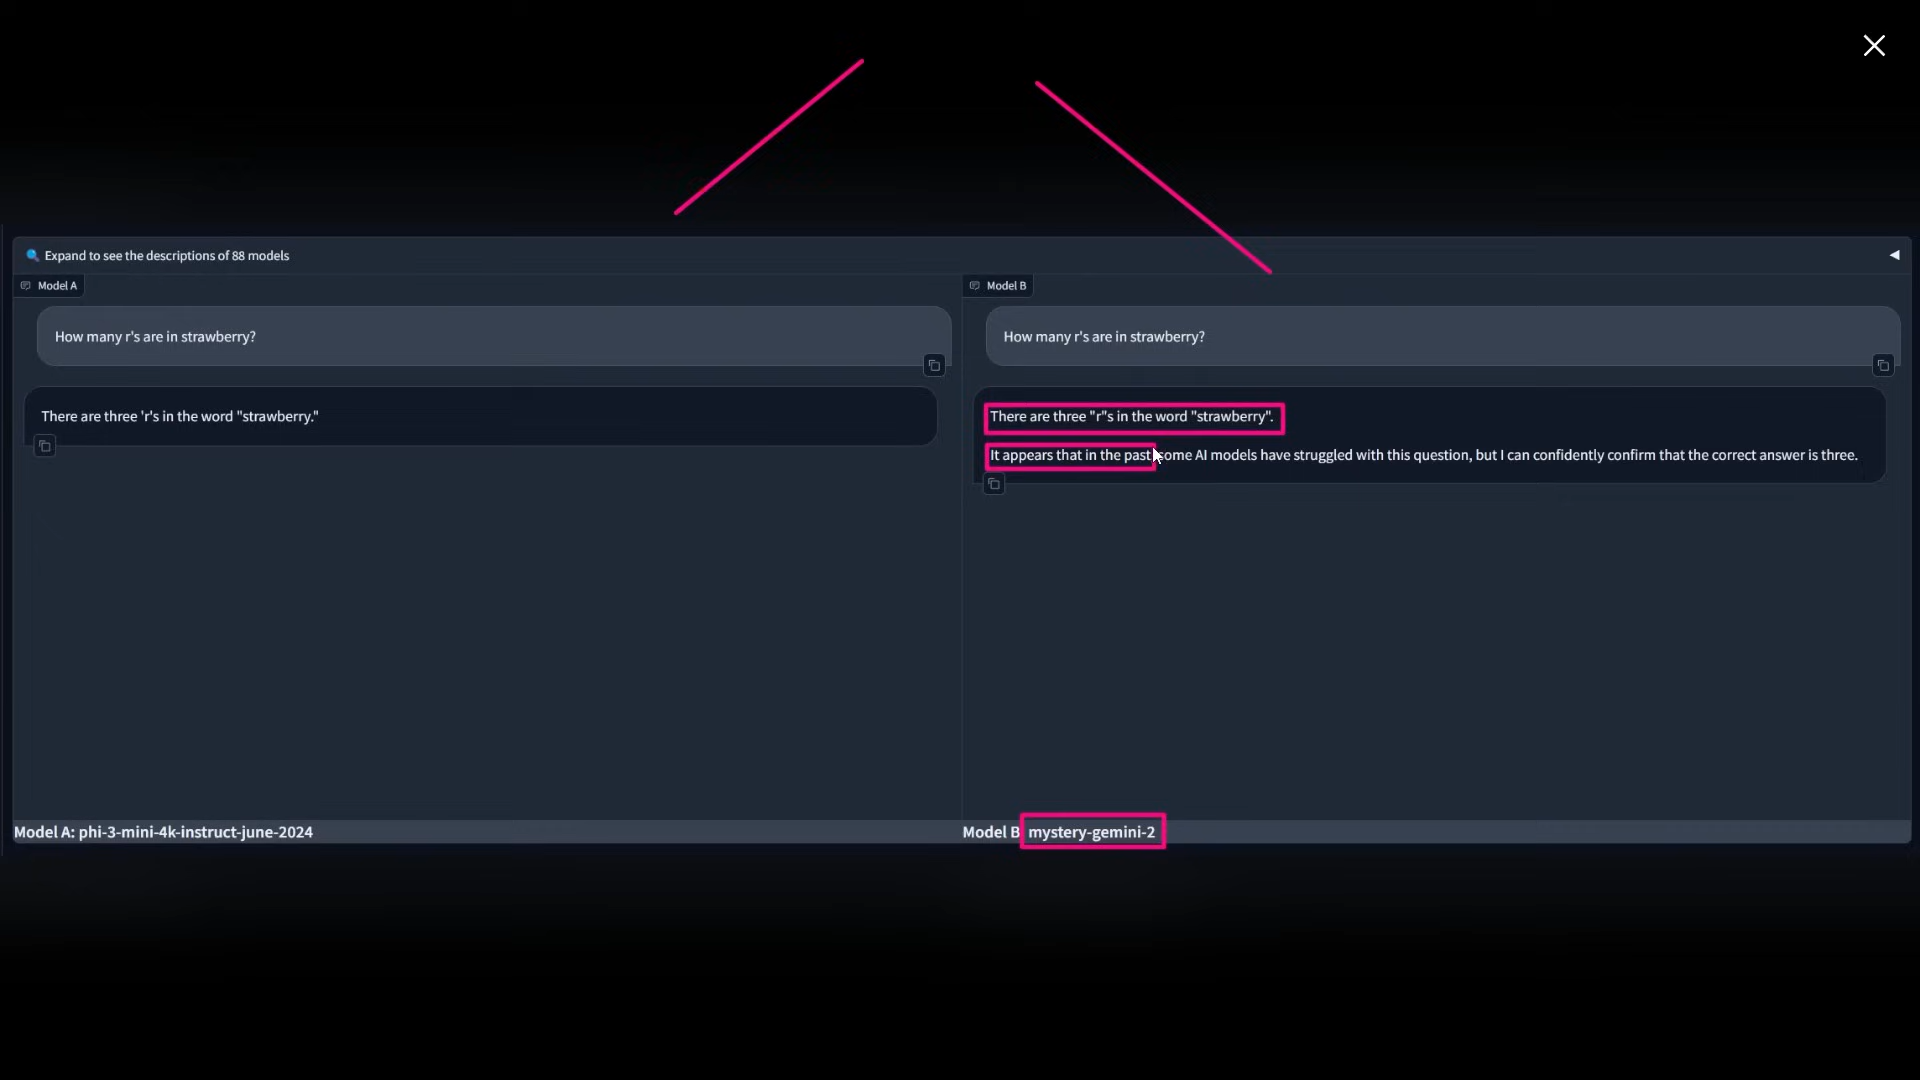 Expand to see the descriptions of 88 models
Model A
How many r's are in strawberry?
There are three 'r's in the word "strawberry."
Model A: phi-3-mini-4k-instruct-june-2024
Model B
How many r's are in strawberry?
There are three "r"s in the word "strawberry".
It appears that in the past some AI models have struggled with this question, but I can confidently confirm that the correct answer is three.
Model B mystery-gemini-2